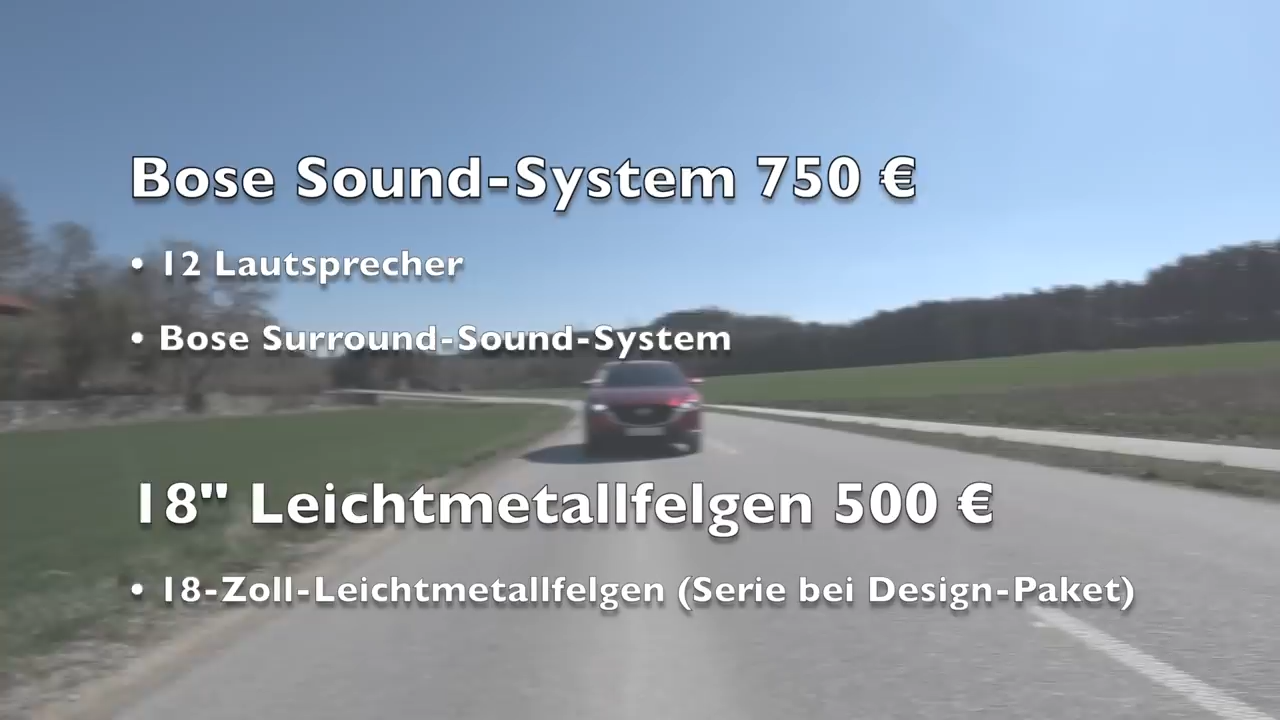 Bose Sound-System 750 €
• 12 Lautsprecher
• Bose Surround-Sound-System
18" Leichtmetallfelgen 500 €
• 18-Zoll-Leichtmetallfelgen (Serie bei Design-Paket)